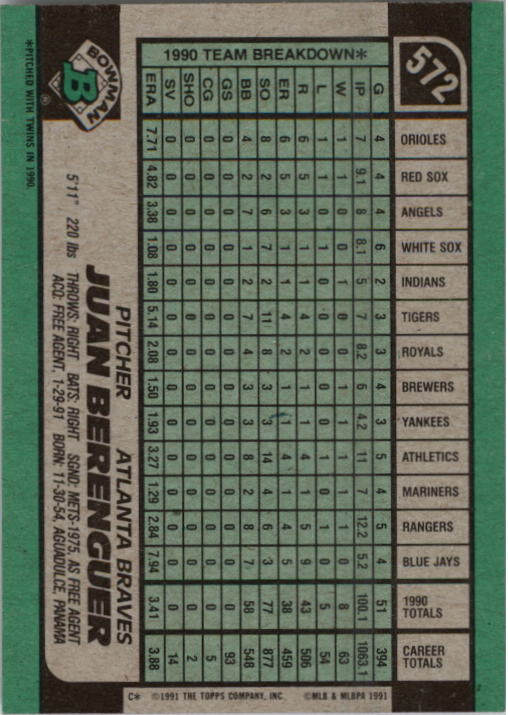 572
ORIOLES RED SOX ANGELS WHITE SOX INDIANS TIGERS ROYALS BREWERS YANKEES ATHLETICS MARINERS RANGERS BLUE JAYS 1990 TOTALS CAREER TOTALS
1990 TEAM BREAKDOWN*
G 4 4 4 6 2 3 3 4 3 5 4 5 4 51 394
IP 7 9.1 8 8.1 5 7 8.2 6 4.2 11 7 12.2 5.2 100.1 1063.1
W 1 1 0 0 1 0 0 1 1 1 1 1 0 8 63
L 1 1 0 1 0 0 0 0 0 1 0 1 0 5 54
R 6 5 3 1 1 4 2 1 1 4 1 5 9 43 506
ER 6 5 3 1 1 4 2 1 1 4 1 4 5 38 459
SO 8 2 6 7 2 11 8 3 3 14 4 6 3 77 877
BB 4 2 7 1 2 7 4 3 3 8 2 8 7 58 548
GS 0 0 0 0 0 0 0 0 0 0 0 0 0 0 93
CG 0 0 0 0 0 0 0 0 0 0 0 0 0 0 5
SHO 0 0 0 0 0 0 0 0 0 0 0 0 0 0 2
SV 0 0 0 0 0 0 0 0 0 0 0 0 0 0 14
ERA 7.71 4.82 3.38 1.08 1.80 5.14 2.08 1.50 1.93 3.27 1.29 2.84 7.94 3.41 3.88
C* ©1991 THE TOPPS COMPANY, INC. ©MLB & MLBPA 1991
BOWMAN
B
®
PITCHER ATLANTA BRAVES
JUAN BERENGUER
5'11" 220 lbs THROWS: RIGHT BATS: RIGHT SGND: METS-1975, AS FREE AGENT
ACQ: FREE AGENT, 1-29-91 BORN: 11-30-54, AGUADULCE, PANAMA
*PITCHED WITH TWINS IN 1990.